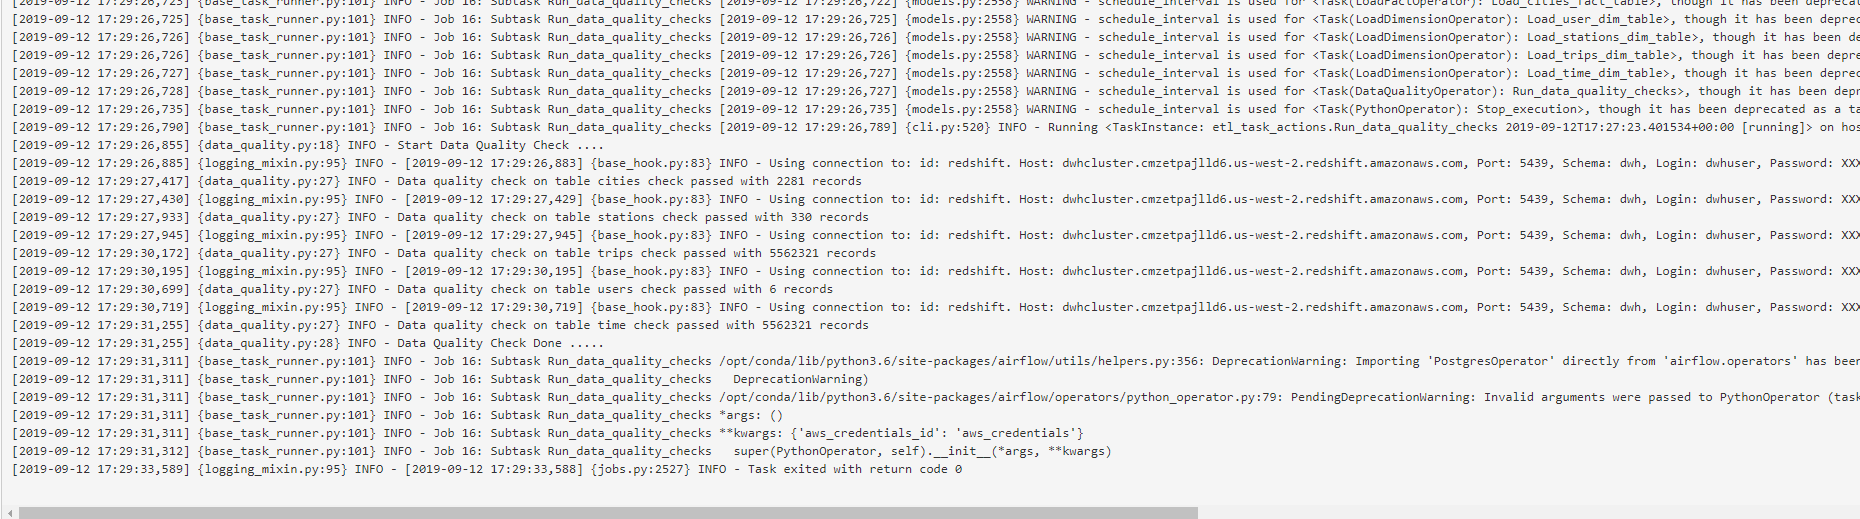 [2019-09-12 17:29:26,723] {base_task_runner.py:101} INFO - Job 16: Subtask Run_data_quality_checks [2019-09-12 17:29:26,722] {models.py:2558} WARNING - schedule_interval is used for <Task(LoadFactOperator): Load_cities_fact_table>, though it has been deprecat
[2019-09-12 17:29:26,725] {base_task_runner.py:101} INFO - Job 16: Subtask Run_data_quality_checks [2019-09-12 17:29:26,725] {models.py:2558} WARNING - schedule_interval is used for <Task(LoadDimensionOperator): Load_user_dim_table>, though it has been deprec
[2019-09-12 17:29:26,726] {base_task_runner.py:101} INFO - Job 16: Subtask Run_data_quality_checks [2019-09-12 17:29:26,726] {models.py:2558} WARNING - schedule_interval is used for <Task(LoadDimensionOperator): Load_stations_dim_table>, though it has been de
[2019-09-12 17:29:26,726] {base_task_runner.py:101} INFO - Job 16: Subtask Run_data_quality_checks [2019-09-12 17:29:26,726] {models.py:2558} WARNING - schedule_interval is used for <Task(LoadDimensionOperator): Load_trips_dim_table>, though it has been depre
[2019-09-12 17:29:26,727] {base_task_runner.py:101} INFO - Job 16: Subtask Run_data_quality_checks [2019-09-12 17:29:26,727] {models.py:2558} WARNING - schedule_interval is used for <Task(LoadDimensionOperator): Load_time_dim_table>, though it has been deprec
[2019-09-12 17:29:26,728] {base_task_runner.py:101} INFO - Job 16: Subtask Run_data_quality_checks [2019-09-12 17:29:26,727] {models.py:2558} WARNING - schedule_interval is used for <Task(DataQualityOperator): Run_data_quality_checks>, though it has been depr
[2019-09-12 17:29:26,735] {base_task_runner.py:101} INFO - Job 16: Subtask Run_data_quality_checks [2019-09-12 17:29:26,735] {models.py:2558} WARNING - schedule_interval is used for <Task(PythonOperator): Stop_execution>, though it has been deprecated as a ta
[2019-09-12 17:29:26,790] {base_task_runner.py:101} INFO - Job 16: Subtask Run_data_quality_checks [2019-09-12 17:29:26,789] {cli.py:520} INFO - Running <TaskInstance: etl_task_actions.Run_data_quality_checks 2019-09-12T17:27:23.401534+00:00 [running]> on hos
[2019-09-12 17:29:26,855] {data_quality.py:18} INFO - Start Data Quality Check ....
[2019-09-12 17:29:26,885] {logging_mixin.py:95} INFO - [2019-09-12 17:29:26,883] {base_hook.py:83} INFO - Using connection to: id: redshift. Host: dwhcluster.cmzetpajlld6.us-west-2.redshift.amazonaws.com, Port: 5439, Schema: dwh, Login: dwhuser, Password: XXX
[2019-09-12 17:29:27,417] {data_quality.py:27} INFO - Data quality check on table cities check passed with 2281 records
[2019-09-12 17:29:27,430] {logging_mixin.py:95} INFO - [2019-09-12 17:29:27,429] {base_hook.py:83} INFO - Using connection to: id: redshift. Host: dwhcluster.cmzetpajlld6.us-west-2.redshift.amazonaws.com, Port: 5439, Schema: dwh, Login: dwhuser, Password: XXX
[2019-09-12 17:29:27,933] {data_quality.py:27} INFO - Data quality check on table stations check passed with 330 records
[2019-09-12 17:29:27,945] {logging_mixin.py:95} INFO - [2019-09-12 17:29:27,945] {base_hook.py:83} INFO - Using connection to: id: redshift. Host: dwhcluster.cmzetpajlld6.us-west-2.redshift.amazonaws.com, Port: 5439, Schema: dwh, Login: dwhuser, Password: XXX
[2019-09-12 17:29:30,172] {data_quality.py:27} INFO - Data quality check on table trips check passed with 5562321 records
[2019-09-12 17:29:30,195] {logging_mixin.py:95} INFO - [2019-09-12 17:29:30,195] {base_hook.py:83} INFO - Using connection to: id: redshift. Host: dwhcluster.cmzetpajlld6.us-west-2.redshift.amazonaws.com, Port: 5439, Schema: dwh, Login: dwhuser, Password: XXX
[2019-09-12 17:29:30,699] {data_quality.py:27} INFO - Data quality check on table users check passed with 6 records
[2019-09-12 17:29:30,719] {logging_mixin.py:95} INFO - [2019-09-12 17:29:30,719] {base_hook.py:83} INFO - Using connection to: id: redshift. Host: dwhcluster.cmzetpajlld6.us-west-2.redshift.amazonaws.com, Port: 5439, Schema: dwh, Login: dwhuser, Password: XXX
[2019-09-12 17:29:31,255] {data_quality.py:27} INFO - Data quality check on table time check passed with 5562321 records
[2019-09-12 17:29:31,255] {data_quality.py:28} INFO - Data Quality Check Done .....
[2019-09-12 17:29:31,311] {base_task_runner.py:101} INFO - Job 16: Subtask Run_data_quality_checks /opt/conda/lib/python3.6/site-packages/airflow/utils/helpers.py:356: DeprecationWarning: Importing 'PostgresOperator' directly from 'airflow.operators' has been
[2019-09-12 17:29:31,311] {base_task_runner.py:101} INFO - Job 16: Subtask Run_data_quality_checks   DeprecationWarning)
[2019-09-12 17:29:31,311] {base_task_runner.py:101} INFO - Job 16: Subtask Run_data_quality_checks /opt/conda/lib/python3.6/site-packages/airflow/operators/python_operator.py:79: PendingDeprecationWarning: Invalid arguments were passed to PythonOperator (task
[2019-09-12 17:29:31,311] {base_task_runner.py:101} INFO - Job 16: Subtask Run_data_quality_checks *args: ()
[2019-09-12 17:29:31,311] {base_task_runner.py:101} INFO - Job 16: Subtask Run_data_quality_checks **kwargs: {'aws_credentials_id': 'aws_credentials'}
[2019-09-12 17:29:31,312] {base_task_runner.py:101} INFO - Job 16: Subtask Run_data_quality_checks   super(PythonOperator, self).__init__(*args, **kwargs)
[2019-09-12 17:29:33,589] {logging_mixin.py:95} INFO - [2019-09-12 17:29:33,588] {jobs.py:2527} INFO - Task exited with return code 0